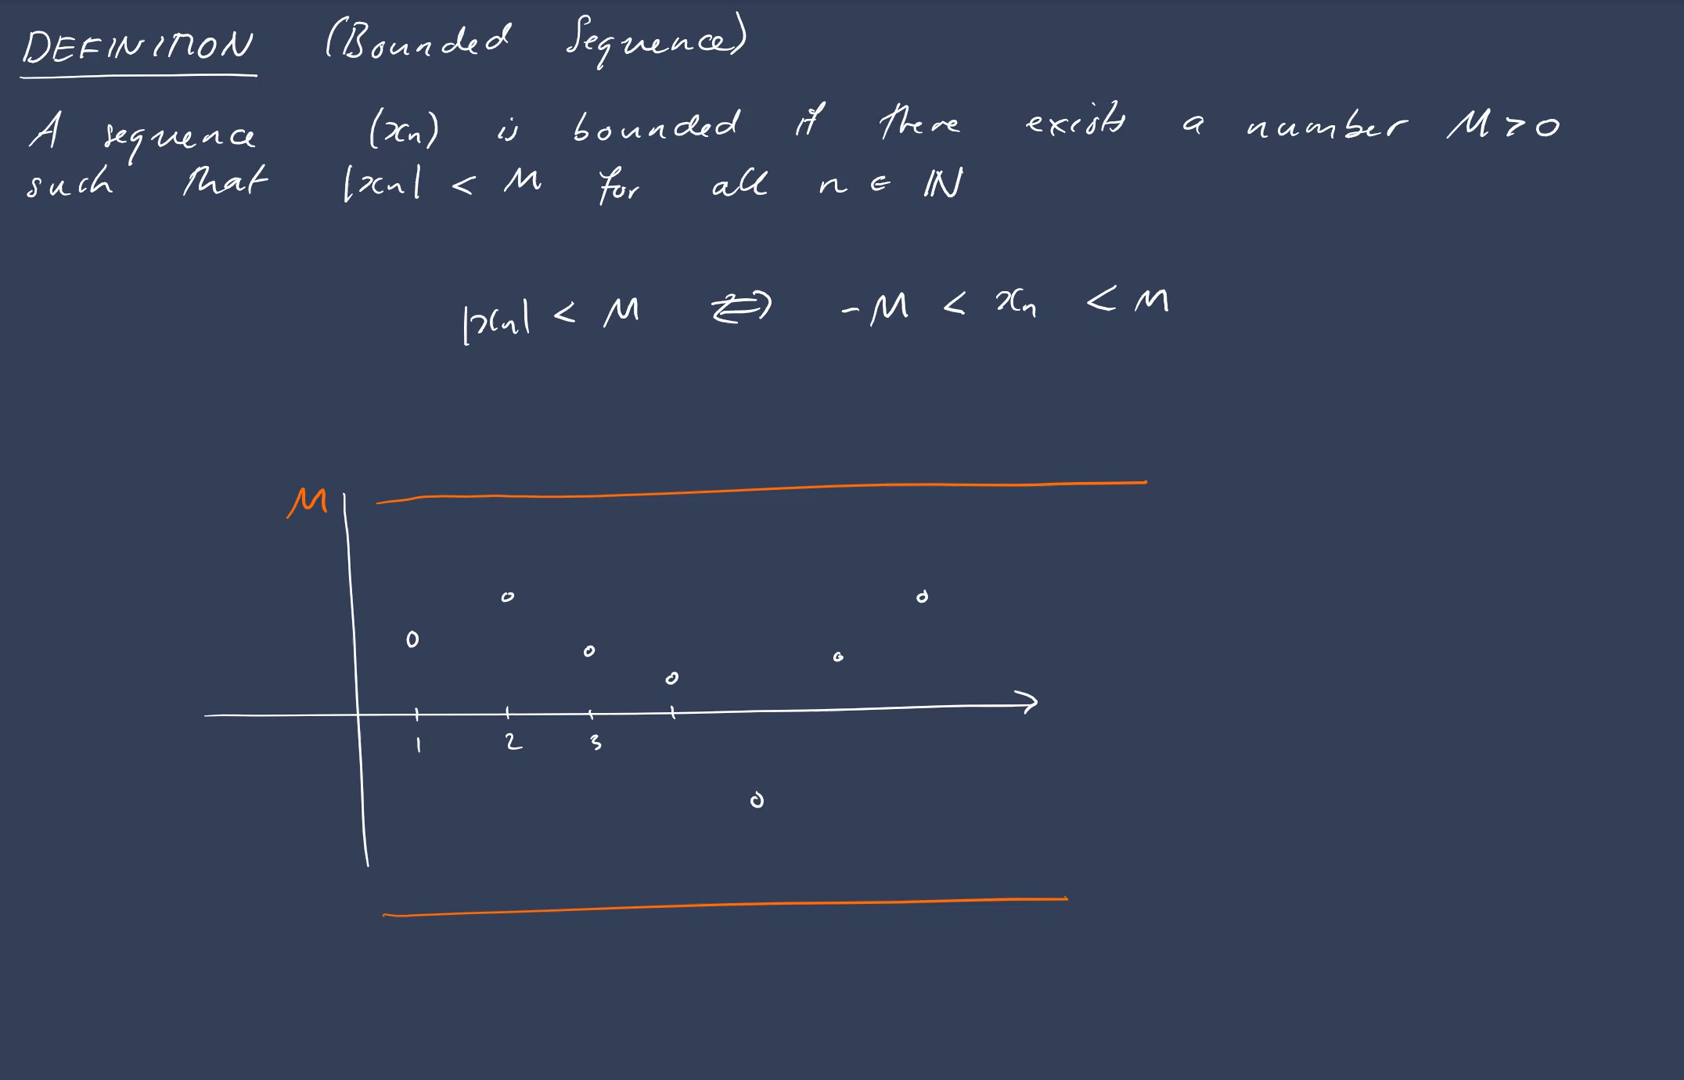 DEFINITION (Bounded Sequence)
A sequence (xn) is bounded if there exists a number M > 0
such that |xn| < M for all n ∈ ℕ
|xn| < M ⇔ -M < xn < M
M
1 2 3